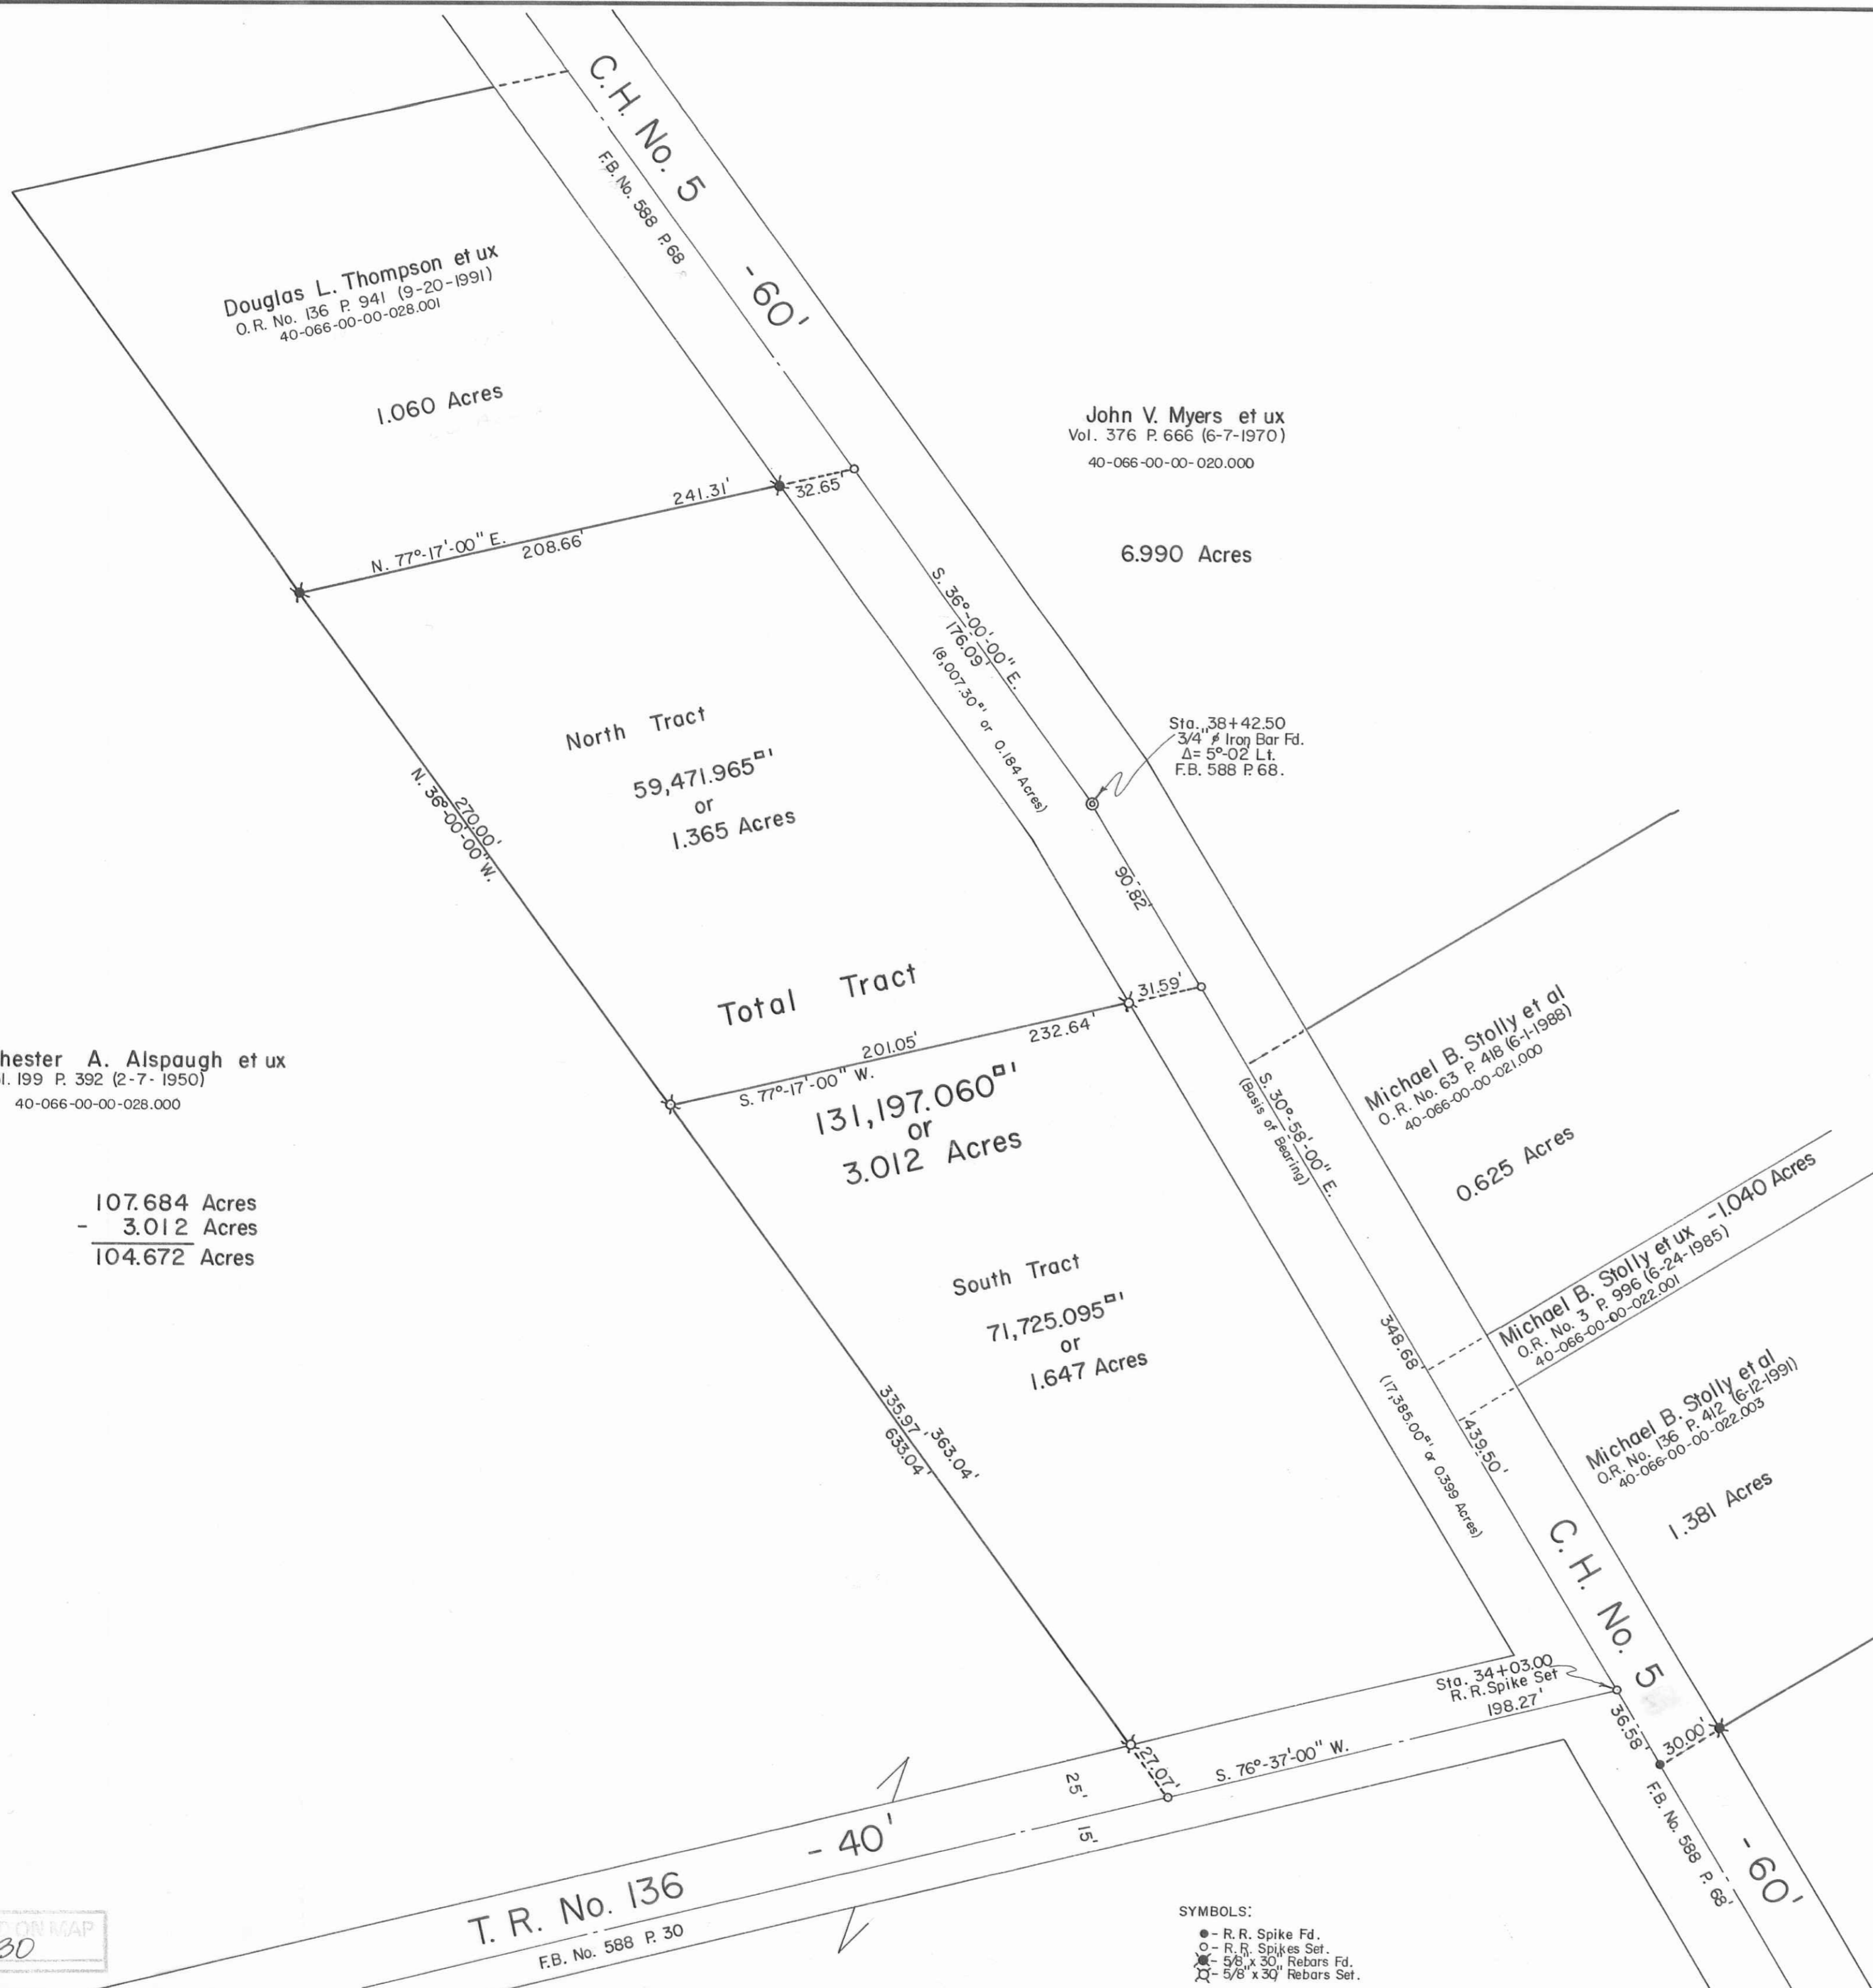 C. H. No. 5 - 60'
F.B. No. 588 P. 68
Douglas L. Thompson et ux
O. R. No. 136 P. 941 (9-20-1991)
40-066-00-00-028.001
1.060 Acres
John V. Myers et ux
Vol. 376 P. 666 (6-7-1970)
40-066-00-00-020.000
6.990 Acres
241.31'
32.65'
N. 77°-17'-00" E.
208.66'
S. 36°-00'-00" E.
176.09'
(8,007.30 ' or 0.184 Acres)
Sta. 38+42.50
3/4" ϕ Iron Bar Fd.
Δ= 5°-02 Lt.
F.B. 588 P. 68.
North Tract
59,471.965 '
or
1.365 Acres
270.00'
N. 36°-00'-00" W.
90.82'
Total Tract
31.59'
232.64'
201.05'
S. 77°-17'-00" W.
131,197.060 '
or
3.012 Acres
hester A. Alspaugh et ux
l. 199 P. 392 (2-7-1950)
40-066-00-00-028.000
107.684 Acres
- 3.012 Acres
104.672 Acres
S. 30°-58'-00" E.
(Basis of Bearing)
Michael B. Stolly et al
O. R. No. 63 P. 418 (6-1-1988)
40-066-00-00-021.000
0.625 Acres
Michael B. Stolly et ux - 1.040 Acres
O.R. No. 3 P. 996 (6-24-1985)
40-066-00-00-022.001
South Tract
71,725.095 '
or
1.647 Acres
348.68'
(17,385.00 ' or 0.399 Acres)
439.50'
Michael B. Stolly et al
O.R. No. 136 P. 412 (6-12-1991)
40-066-00-00-022.003
1.381 Acres
335.97'
363.04'
633.04'
C. H. No. 5 - 60'
Sta. 34+03.00
R. R. Spike Set
198.27'
36.58'
30.00'
27.07'
S. 76°-37'-00" W.
25'
15'
F.B. No. 588 P. 68
T. R. No. 136 - 40'
F.B. No. 588 P. 30
ON MAP
30
SYMBOLS:
● - R. R. Spike Fd.
○ - R. R. Spikes Set.
- 5/8" x 30" Rebars Fd.
- 5/8" x 30" Rebars Set.